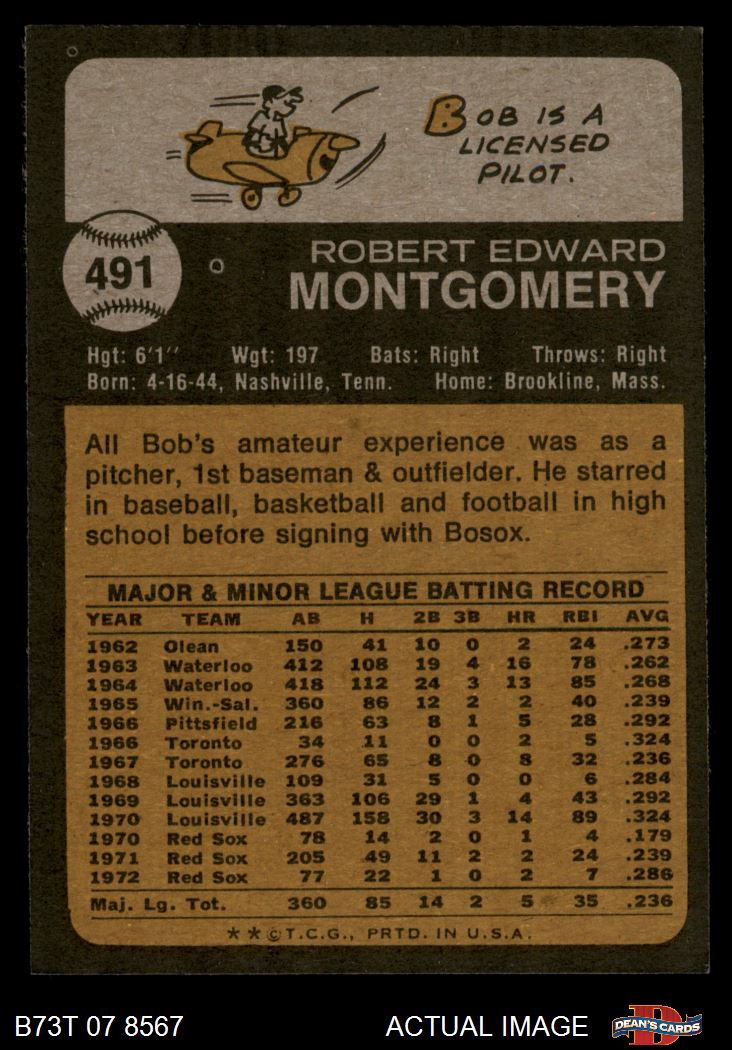 BOB IS A
LICENSED
PILOT.
491
ROBERT EDWARD
MONTGOMERY
Hgt: 6'1" Wgt: 197 Bats: Right Throws: Right
Born: 4-16-44, Nashville, Tenn. Home: Brookline, Mass.
All Bob's amateur experience was as a
pitcher, 1st baseman & outfielder. He starred
in baseball, basketball and football in high
school before signing with Bosox.
MAJOR & MINOR LEAGUE BATTING RECORD
YEAR TEAM AB H 2B 3B HR RBI AVG
1962 Olean 150 41 10 0 2 24 .273
1963 Waterloo 412 108 19 4 16 78 .262
1964 Waterloo 418 112 24 3 13 85 .268
1965 Win.-Sal. 360 86 12 2 2 40 .239
1966 Pittsfield 216 63 8 1 5 28 .292
1966 Toronto 34 11 0 0 2 5 .324
1967 Toronto 276 65 8 0 8 32 .236
1968 Louisville 109 31 5 0 0 6 .284
1969 Louisville 363 106 29 1 4 43 .292
1970 Louisville 487 158 30 3 14 89 .324
1970 Red Sox 78 14 2 0 1 4 .179
1971 Red Sox 205 49 11 2 2 24 .239
1972 Red Sox 77 22 1 0 2 7 .286
Maj. Lg. Tot. 360 85 14 2 5 35 .236
**©T.C.G., PRTD. IN U.S.A.
B73T 07 8567 ACTUAL IMAGE DEAN'S CARDS